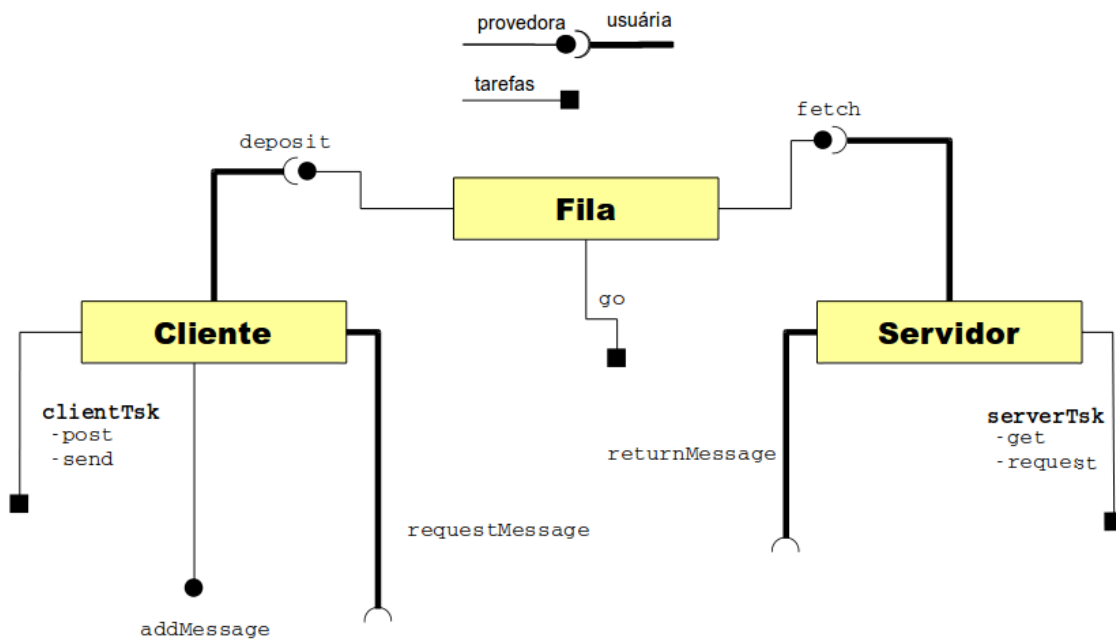 provedora
usuária
tarefas
deposit
fetch
Fila
go
Cliente
Servidor
clientTsk
-post
-send
serverTsk
-get
-request
returnMessage
requestMessage
addMessage